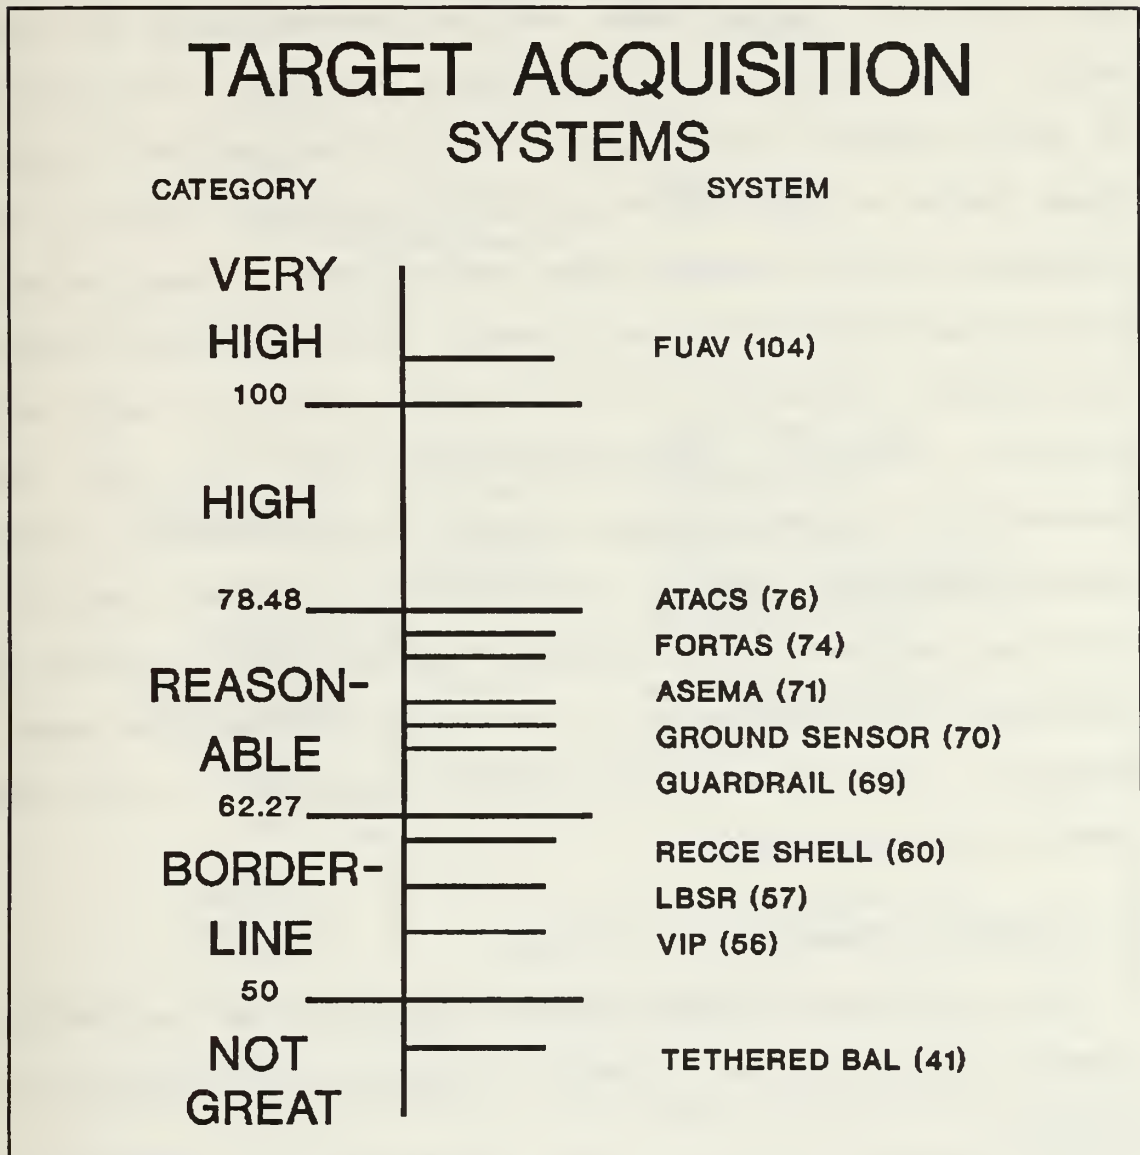 TARGET ACQUISITION
SYSTEMS
CATEGORY SYSTEM
VERY
HIGH FUAV (104)
100
HIGH
78.48 ATACS (76)
FORTAS (74)
REASON- ASEMA (71)
ABLE GROUND SENSOR (70)
GUARDRAIL (69)
62.27
BORDER- RECCE SHELL (60)
LBSR (57)
LINE VIP (56)
50
NOT TETHERED BAL (41)
GREAT